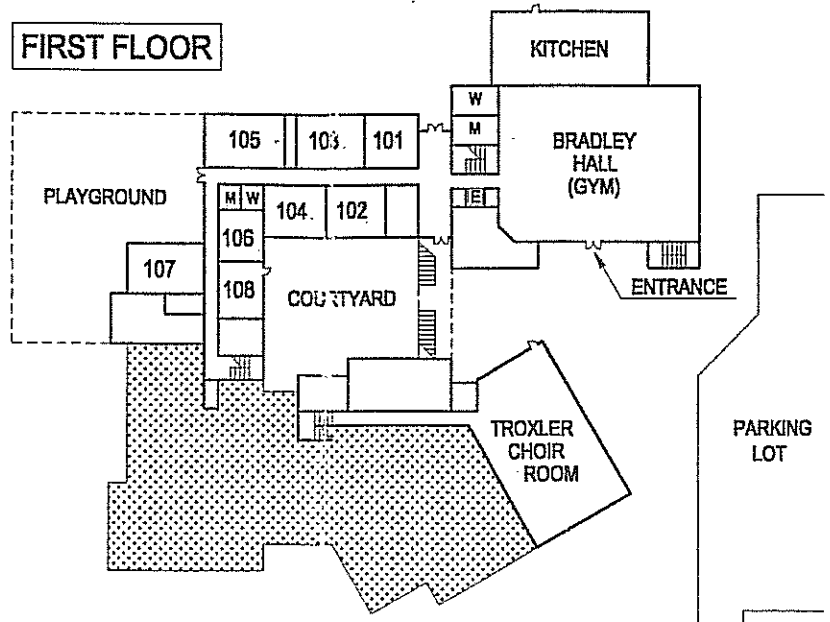 FIRST FLOOR
KITCHEN
W
M
BRADLEY
HALL
(GYM)
105
103
101
PLAYGROUND
M W
104
102
E
106
107
108
COURTYARD
ENTRANCE
TROXLER
CHOIR
ROOM
PARKING
LOT